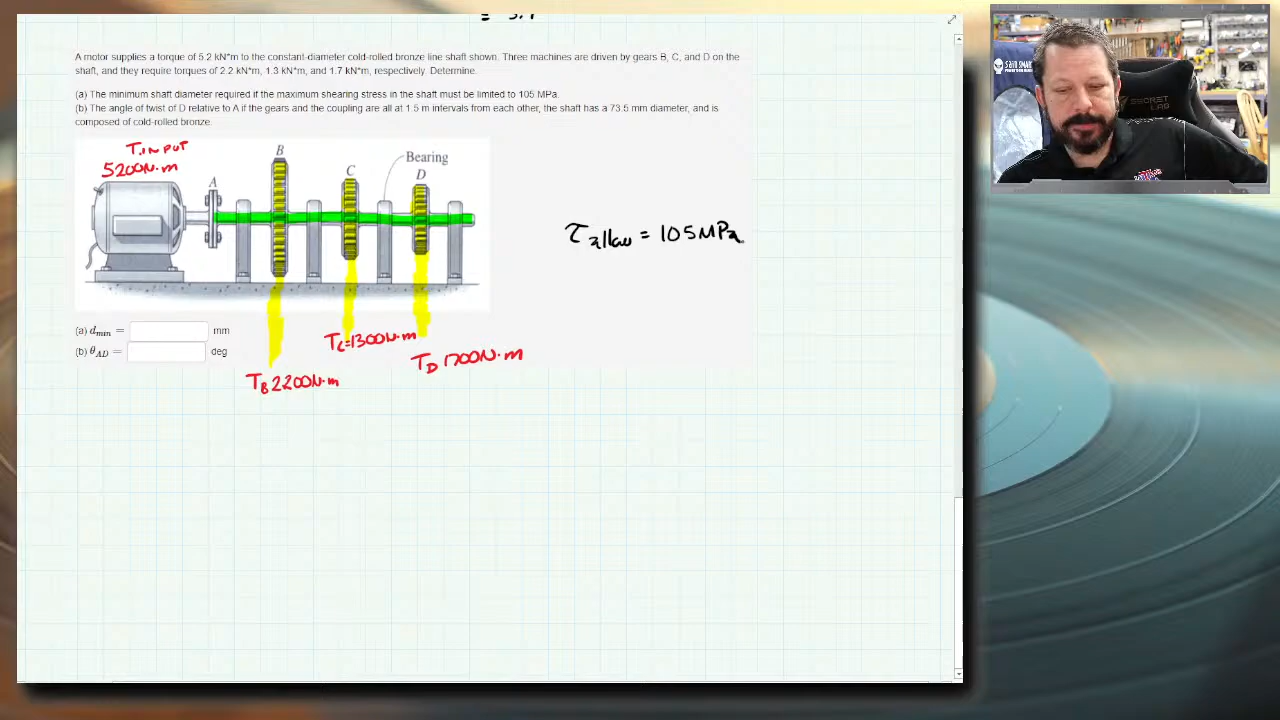 A motor supplies a torque of 5.2 kN*m to the constant-diameter cold-rolled bronze line shaft shown. Three machines are driven by gears B, C, and D on the
shaft, and they require torques of 2.2 kN*m, 1.3 kN*m, and 1.7 kN*m, respectively. Determine.
(a) The minimum shaft diameter required if the maximum shearing stress in the shaft must be limited to 105 MPa.
(b) The angle of twist of D relative to A if the gears and the coupling are all at 1.5 m intervals from each other, the shaft has a 73.5 mm diameter, and is
composed of cold-rolled bronze.
T.INPUT
5200N·m
A
B
C
Bearing
D
τallow = 105MPa
(a) dmin =
mm
(b) θAD =
deg
TC=1300N·m
TD 1700N·m
TB 2200N·m
SECRET
LAB